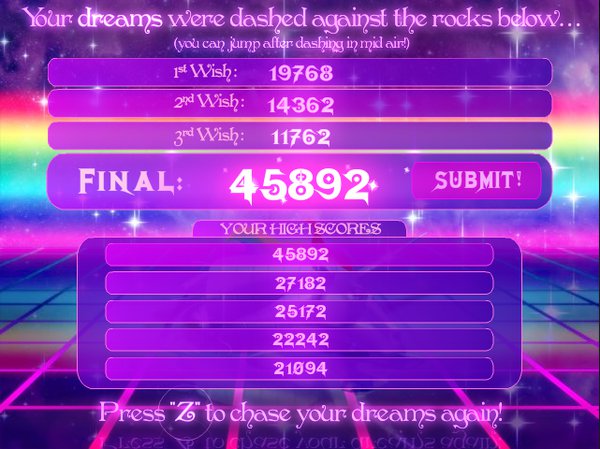 Your dreams were dashed against the rocks below...
(you can jump after dashing in mid air!)
1st Wish: 19768
2nd Wish: 14362
3rd Wish: 11762
FINAL: 45892 SUBMIT!
YOUR HIGH SCORES
45892
27182
25172
22242
21094
Press "Z" to chase your dreams again!